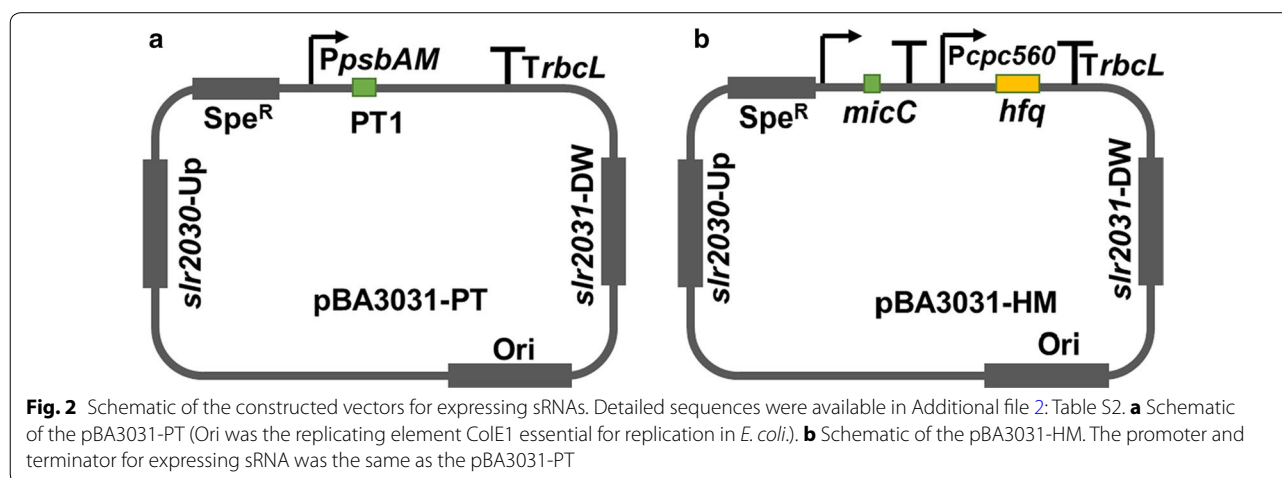 a
PpsbAM
TrbcL
Spe^R
PT1
slr2030-Up
slr2031-DW
pBA3031-PT
Ori
b
Pcpc560
TrbcL
Spe^R
micC
hfq
slr2030-Up
slr2031-DW
pBA3031-HM
Ori
Fig. 2 Schematic of the constructed vectors for expressing sRNAs. Detailed sequences were available in Additional file 2: Table S2. a Schematic
of the pBA3031-PT (Ori was the replicating element ColE1 essential for replication in E. coli.). b Schematic of the pBA3031-HM. The promoter and
terminator for expressing sRNA was the same as the pBA3031-PT